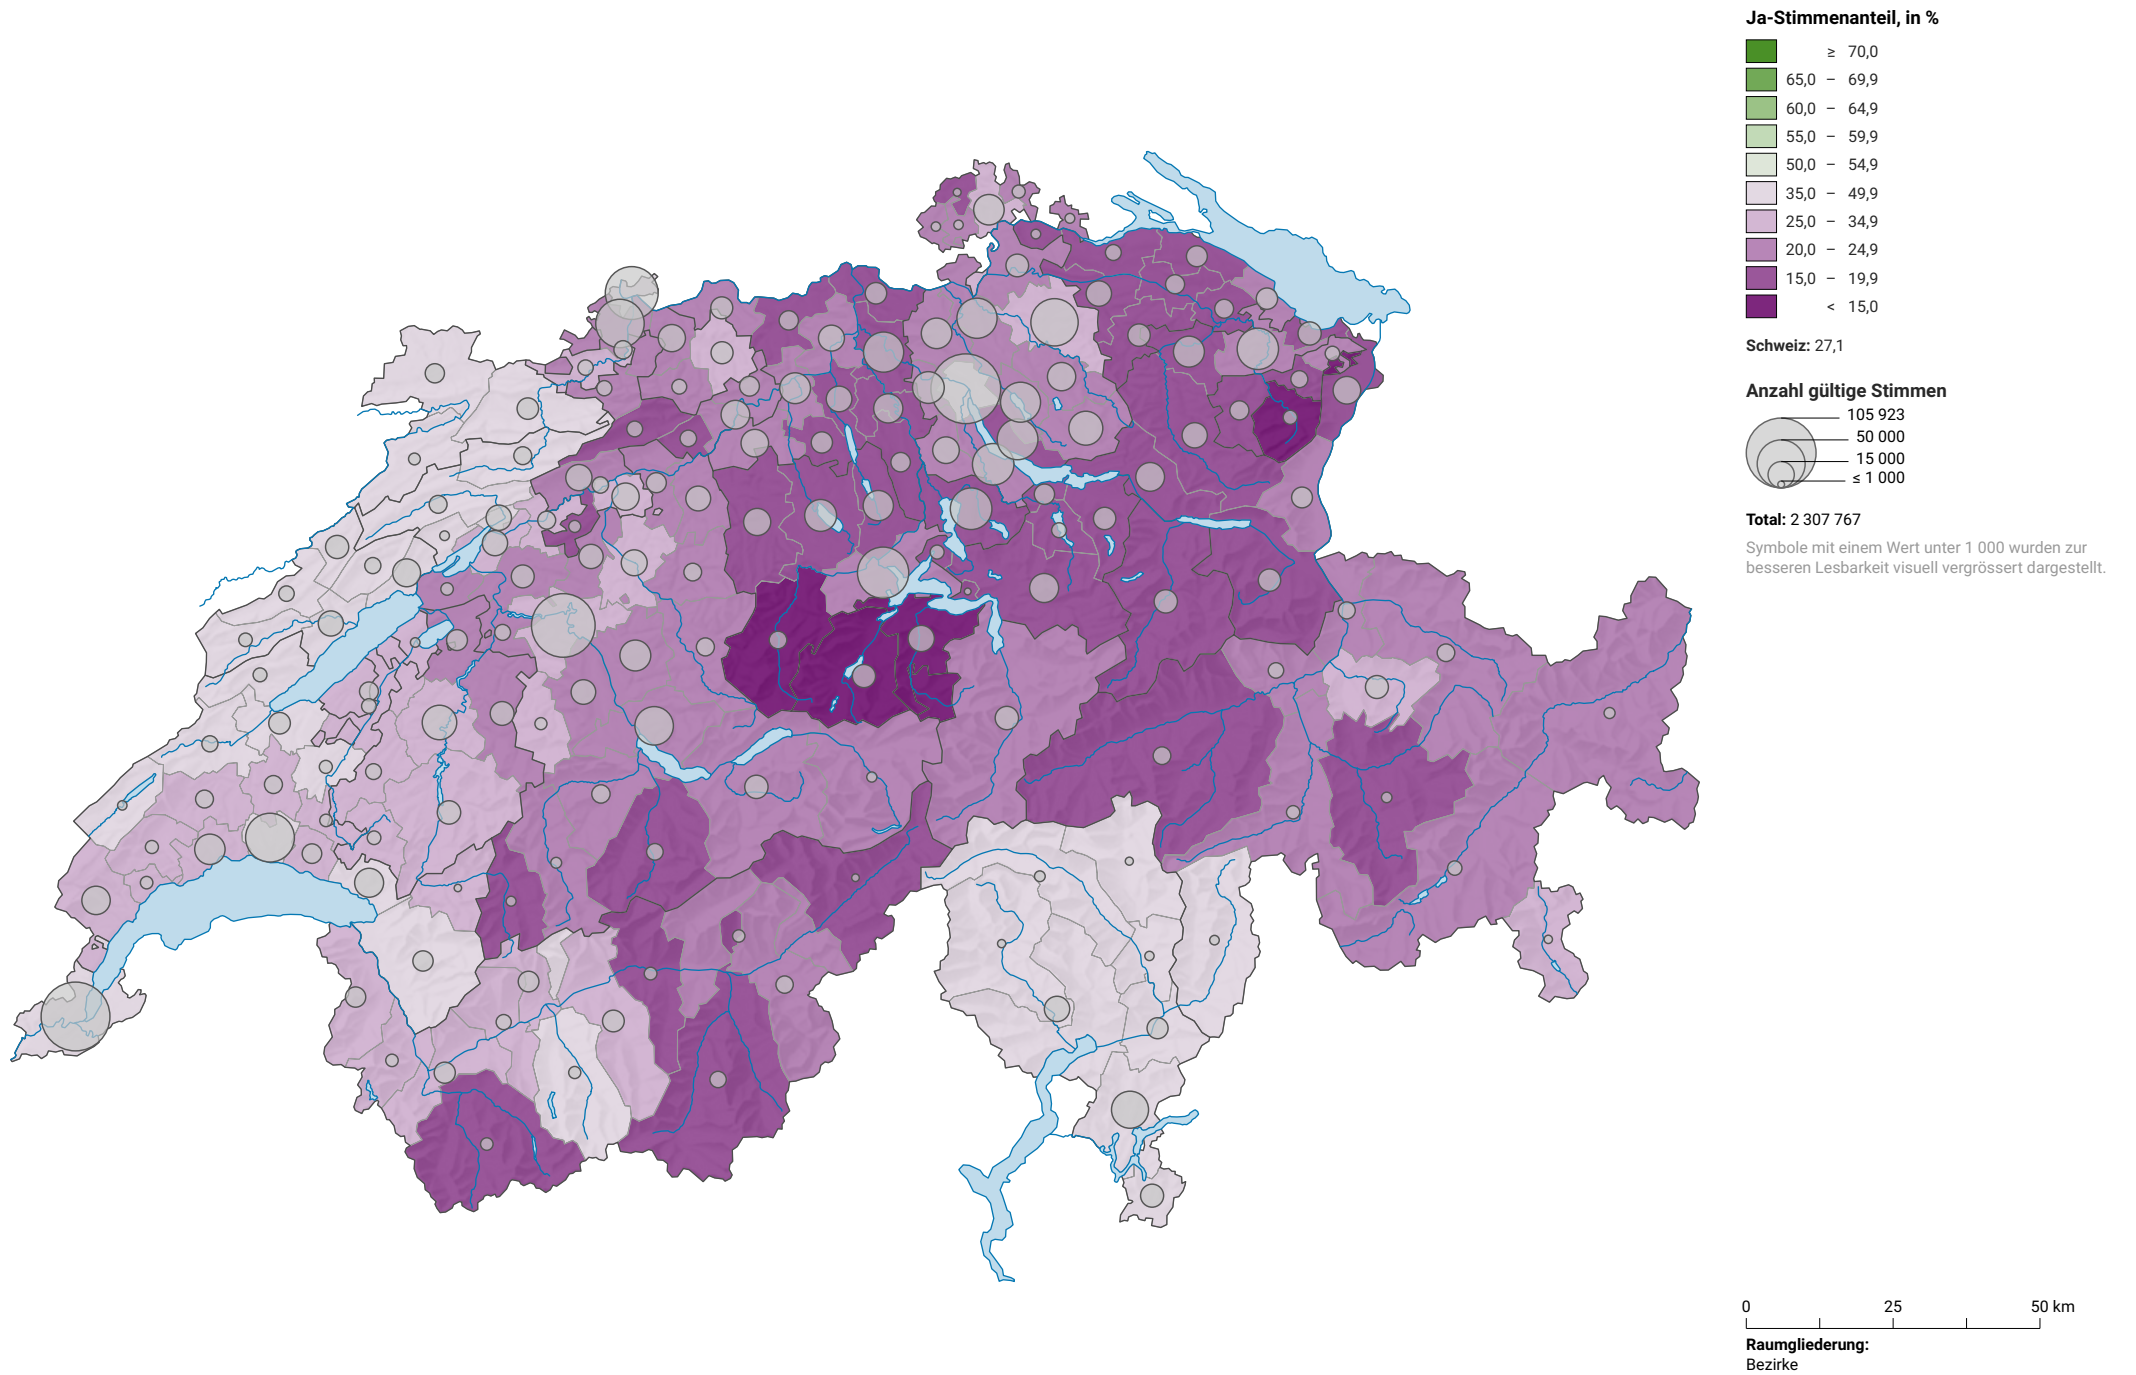 Ja-Stimmenanteil, in %
≥ 70,0
65,0 – 69,9
60,0 – 64,9
55,0 – 59,9
50,0 – 54,9
35,0 – 49,9
25,0 – 34,9
20,0 – 24,9
15,0 – 19,9
< 15,0
Schweiz: 27,1
Anzahl gültige Stimmen
105 923
50 000
15 000
≤ 1 000
Total: 2 307 767
Symbole mit einem Wert unter 1 000 wurden zur
besseren Lesbarkeit visuell vergrössert dargestellt.
0 25 50 km
Raumgliederung:
Bezirke